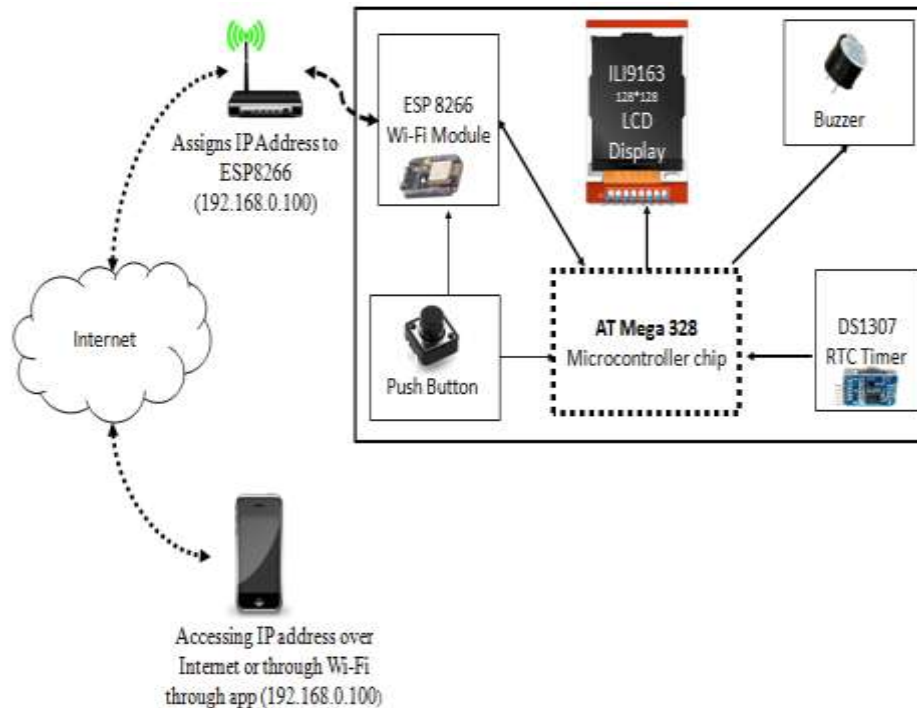 Assigns IP Address to
ESP8266
(192.168.0.100)
ESP 8266
Wi-Fi Module
ILI9163
128*128
LCD
Display
Buzzer
Internet
Push Button
AT Mega 328
Microcontroller chip
DS1307
RTC Timer
Accessing IP address over
Internet or through Wi-Fi
through app (192.168.0.100)